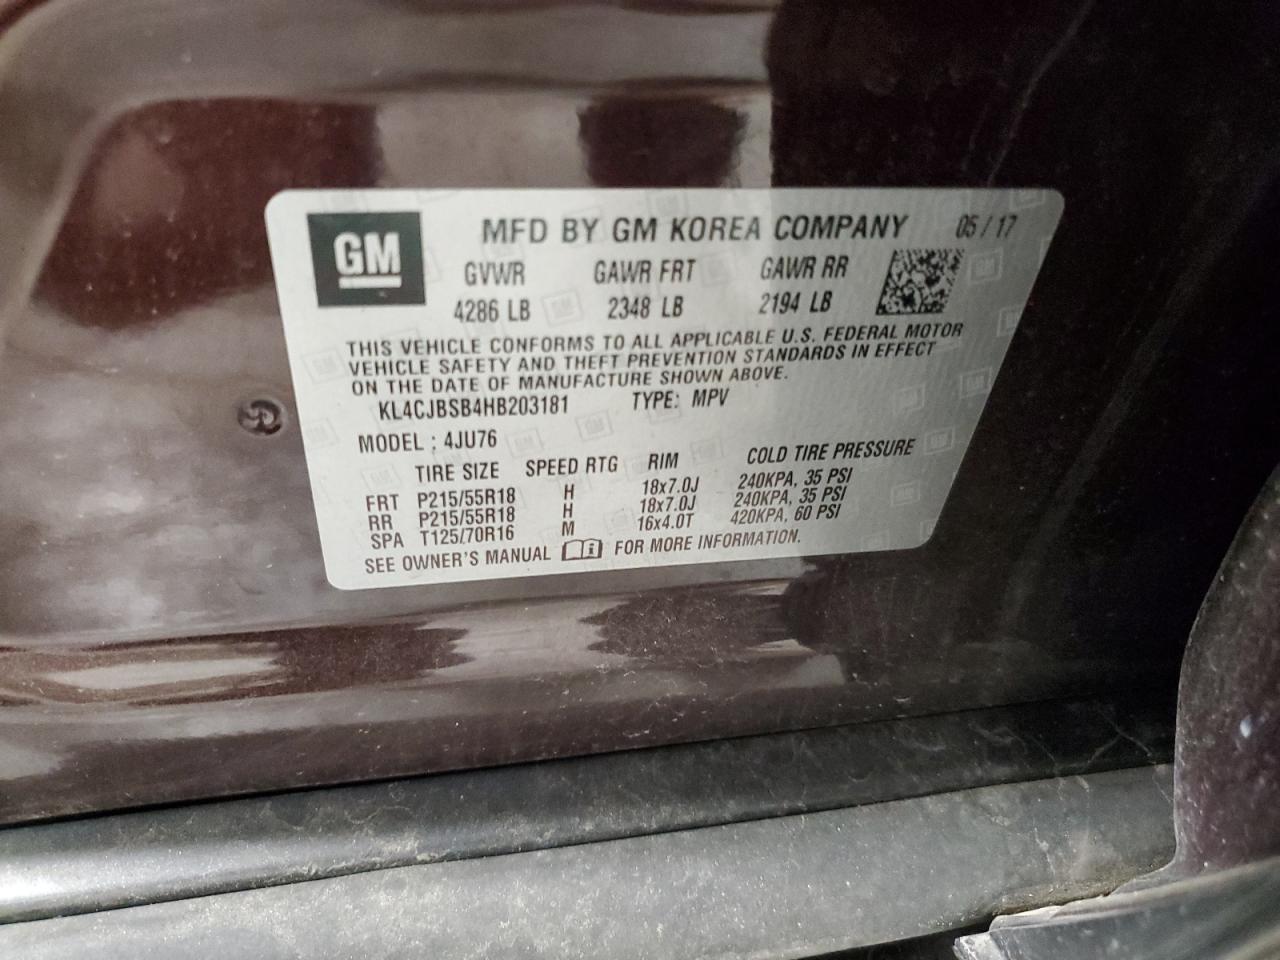 GM
MFD BY GM KOREA COMPANY 05/17
GVWR GAWR FRT GAWR RR
4286 LB 2348 LB 2194 LB
THIS VEHICLE CONFORMS TO ALL APPLICABLE U.S. FEDERAL MOTOR
VEHICLE SAFETY AND THEFT PREVENTION STANDARDS IN EFFECT
ON THE DATE OF MANUFACTURE SHOWN ABOVE.
KL4CJBSB4HB203181 TYPE: MPV
MODEL : 4JU76
TIRE SIZE SPEED RTG RIM COLD TIRE PRESSURE
FRT P215/55R18 H 18x7.0J 240KPA, 35 PSI
RR P215/55R18 H 18x7.0J 240KPA, 35 PSI
SPA T125/70R16 M 16x4.0T 420KPA, 60 PSI
SEE OWNER'S MANUAL FOR MORE INFORMATION.